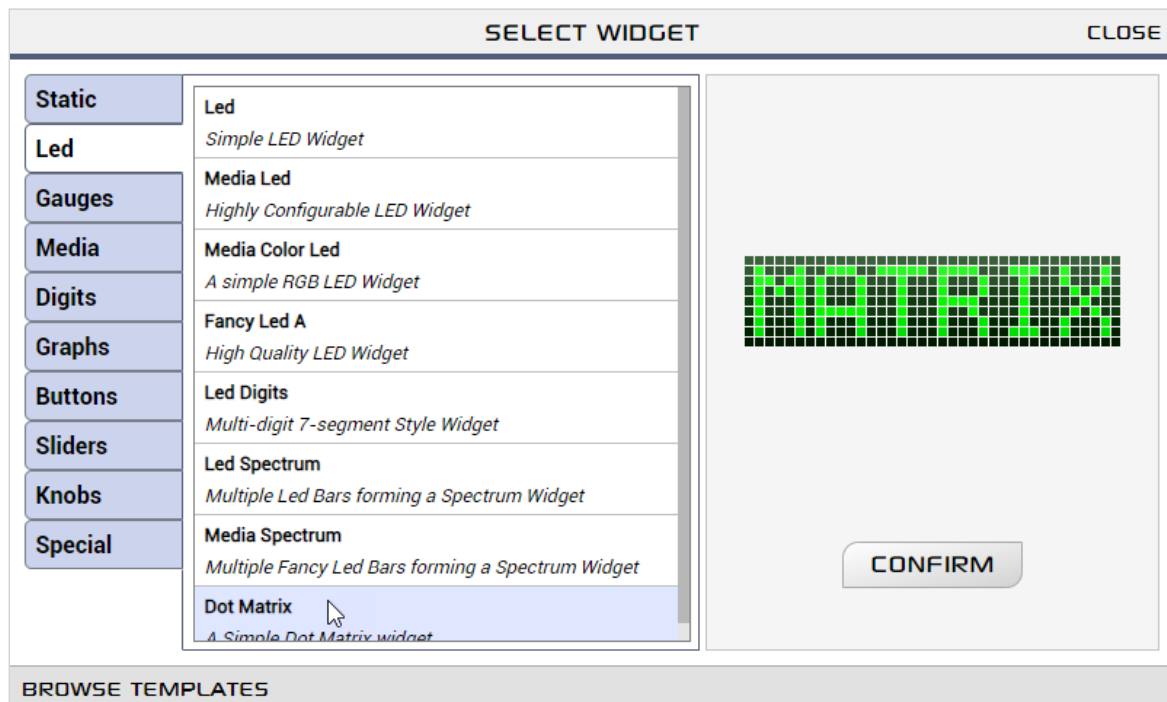 SELECT WIDGET
CLOSE
Static
Led
Gauges
Media
Digits
Graphs
Buttons
Sliders
Knobs
Special
Led
Simple LED Widget
Media Led
Highly Configurable LED Widget
Media Color Led
A simple RGB LED Widget
Fancy Led A
High Quality LED Widget
Led Digits
Multi-digit 7-segment Style Widget
Led Spectrum
Multiple Led Bars forming a Spectrum Widget
Media Spectrum
Multiple Fancy Led Bars forming a Spectrum Widget
Dot Matrix
A Simple Dot Matrix widget
MATRIX
CONFIRM
BROWSE TEMPLATES